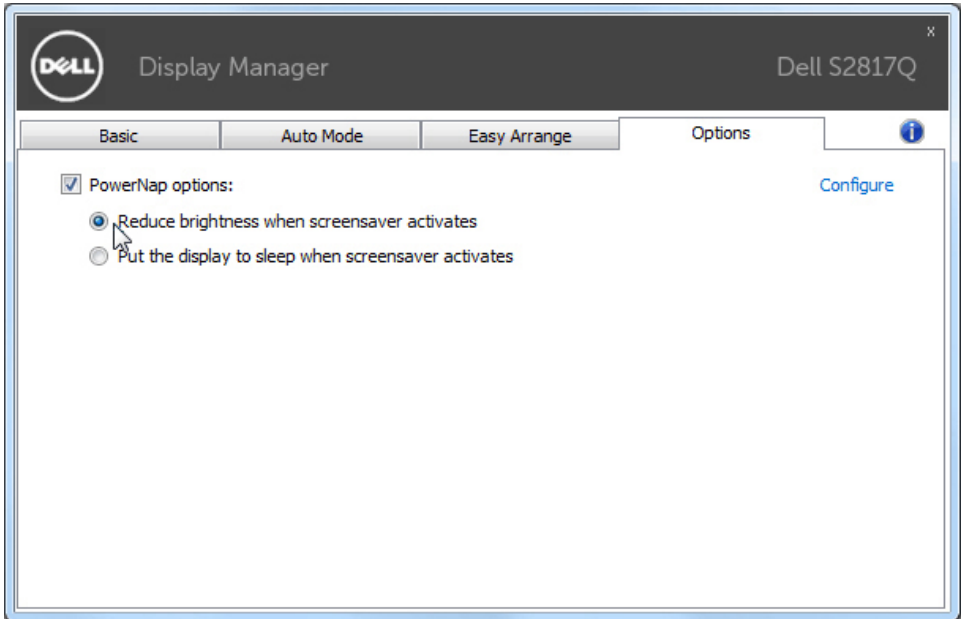 x
DELL Display Manager Dell S2817Q
Basic Auto Mode Easy Arrange Options i
PowerNap options: Configure
Reduce brightness when screensaver activates
Put the display to sleep when screensaver activates